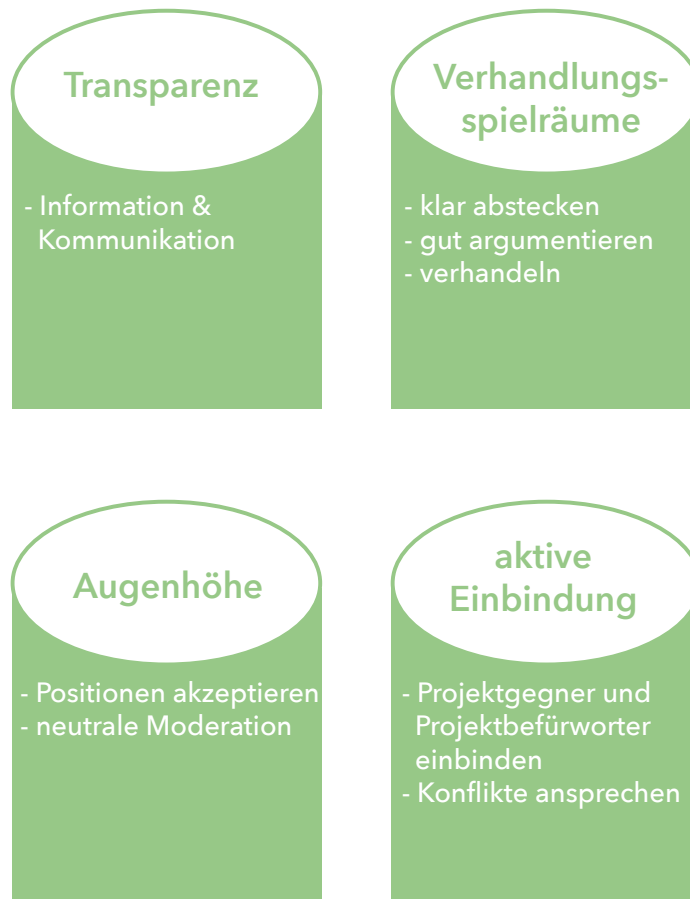 Transparenz
- Information &
Kommunikation
Verhandlungs-
spielräume
- klar abstecken
- gut argumentieren
- verhandeln
Augenhöhe
- Positionen akzeptieren
- neutrale Moderation
aktive
Einbindung
- Projektgegner und
Projektbefürworter
einbinden
- Konflikte ansprechen